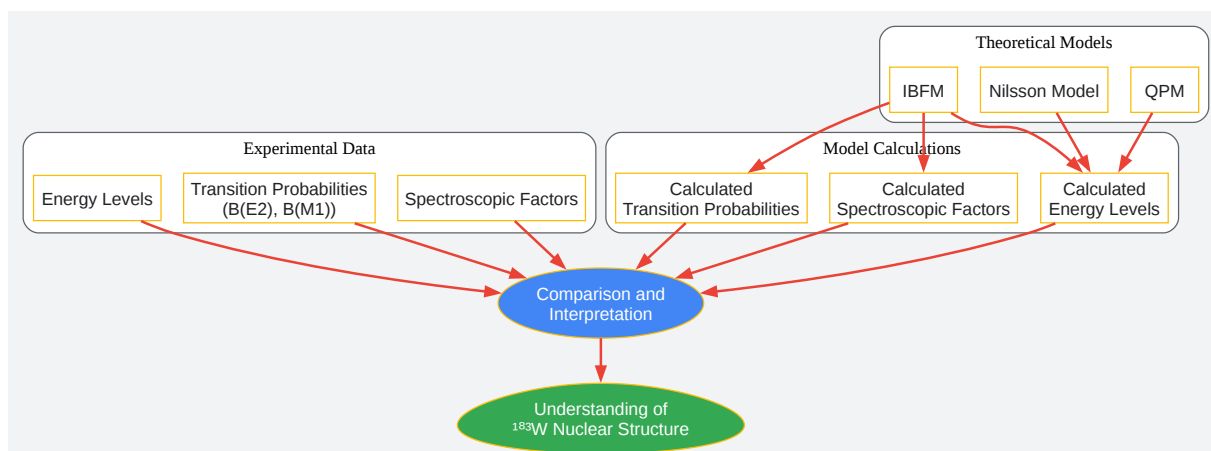 Theoretical Models
IBFM
Nilsson Model
QPM
Experimental Data
Energy Levels
Transition Probabilities
(B(E2), B(M1))
Spectroscopic Factors
Model Calculations
Calculated
Transition Probabilities
Calculated
Spectroscopic Factors
Calculated
Energy Levels
Comparison and
Interpretation
Understanding of
¹⁸³W Nuclear Structure